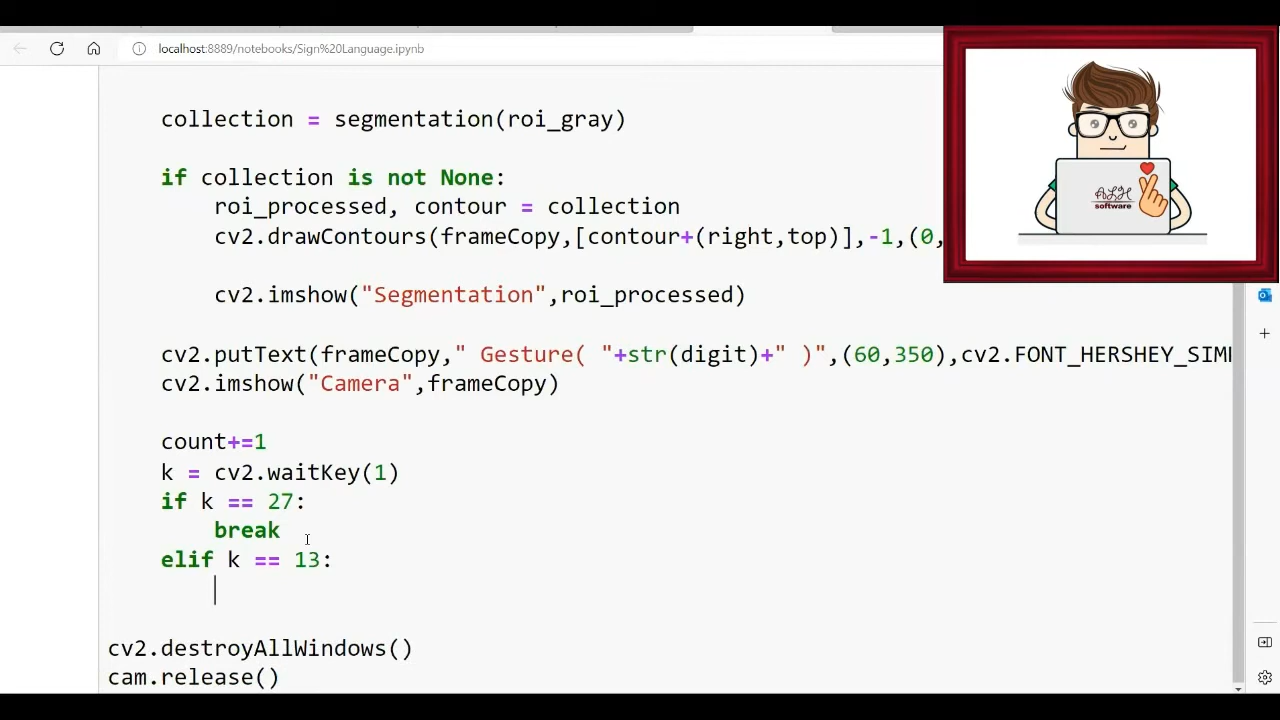 localhost:8889/notebooks/Sign%20Language.ipynb
collection = segmentation(roi_gray)
if collection is not None:
roi_processed, contour = collection
cv2.drawContours(frameCopy,[contour+(right,top)],-1,(0,
cv2.imshow("Segmentation",roi_processed)
cv2.putText(frameCopy," Gesture( "+str(digit)+" )",(60,350),cv2.FONT_HERSHEY_SIM
cv2.imshow("Camera",frameCopy)
count+=1
k = cv2.waitKey(1)
if k == 27:
break
elif k == 13:
cv2.destroyAllWindows()
cam.release()
software